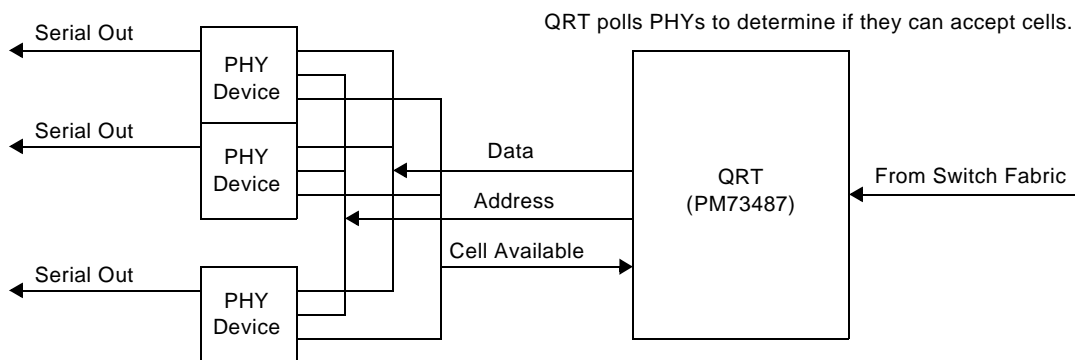 QRT polls PHYs to determine if they can accept cells.
Serial Out
PHY
Device
Serial Out
PHY
Device
Data
QRT
(PM73487)
From Switch Fabric
Address
Cell Available
Serial Out
PHY
Device